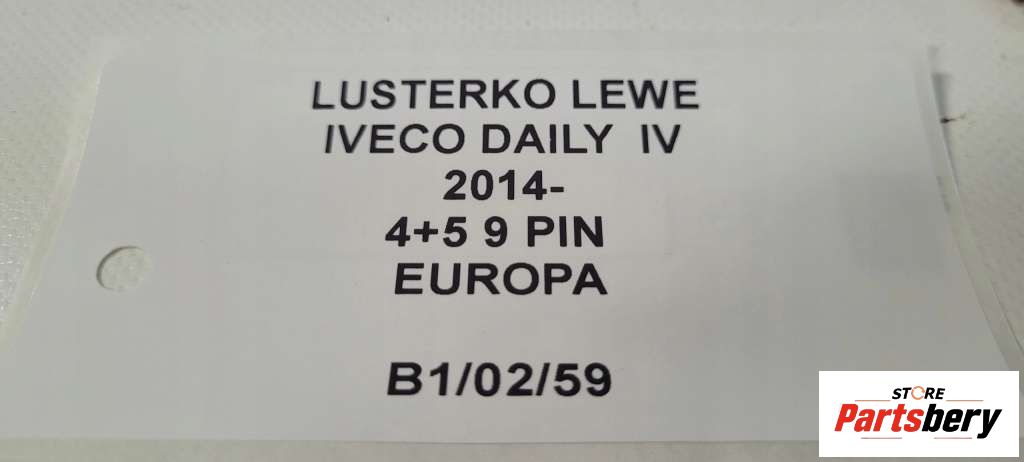 LUSTERKO LEWE
IVECO DAILY IV
2014-
4+5 9 PIN
EUROPA
B1/02/59
STORE
Partsbery